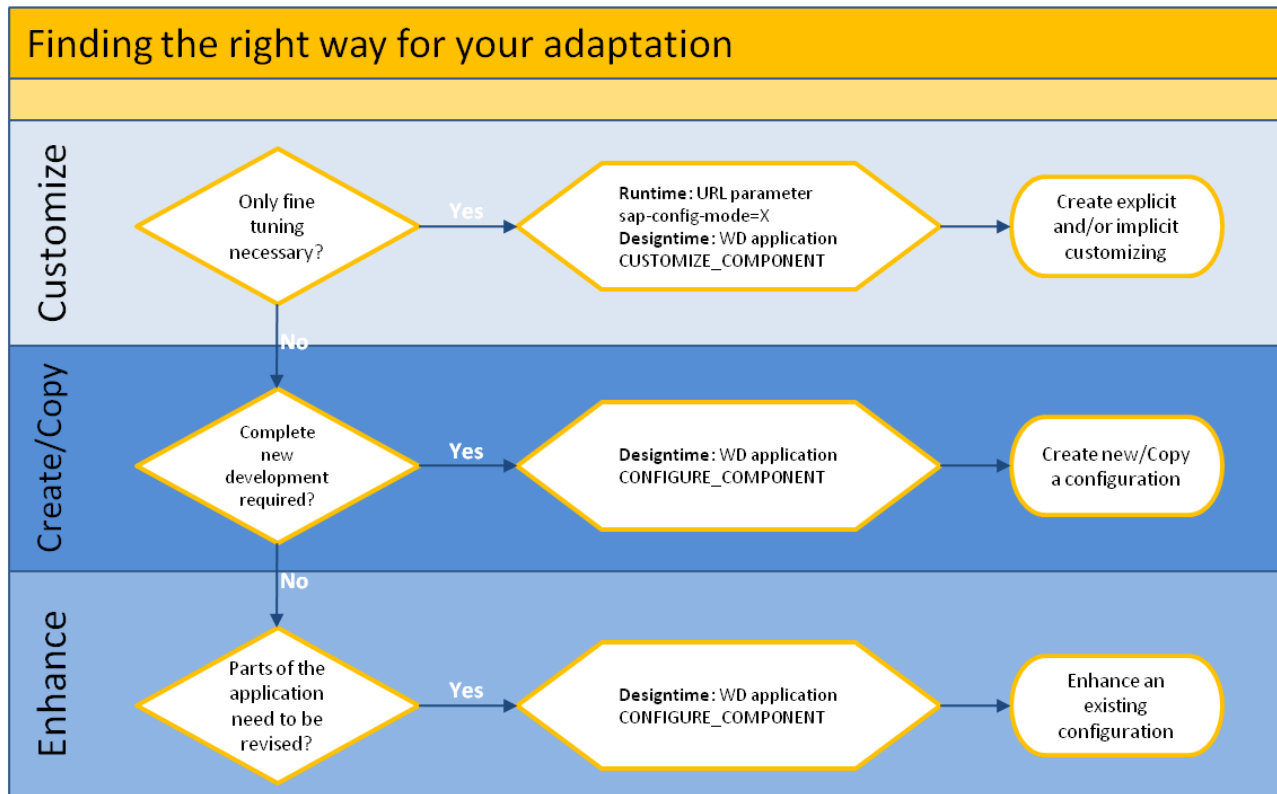 Finding the right way for your adaptation
Customize
Only fine
tuning
necessary?
Yes
Runtime: URL parameter
sap-config-mode=X
Designtime: WD application
CUSTOMIZE_COMPONENT
Create explicit
and/or implicit
customizing
No
Create/Copy
Complete
new
development
required?
Yes
Designtime: WD application
CONFIGURE_COMPONENT
Create new/Copy
a configuration
No
Enhance
Parts of the
application
need to be
revised?
Yes
Designtime: WD application
CONFIGURE_COMPONENT
Enhance an
existing
configuration